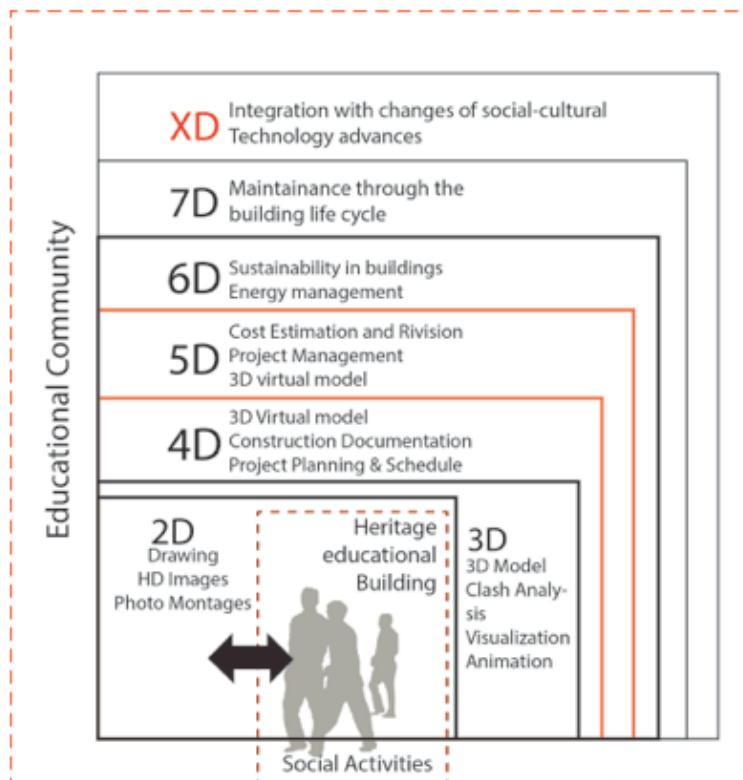 XD
Integration with changes of social-cultural
Technology advances
7D
Maintainance through the
building life cycle
6D
Sustainability in buildings
Energy management
5D
Cost Estimation and Rivision
Project Management
3D virtual model
4D
3D Virtual model
Construction Documentation
Project Planning & Schedule
Educational Community
2D
Drawing
HD Images
Photo Montages
Heritage
educational
Building
3D
3D Model
Clash Analy-
sis
Visualization
Animation
Social Activities